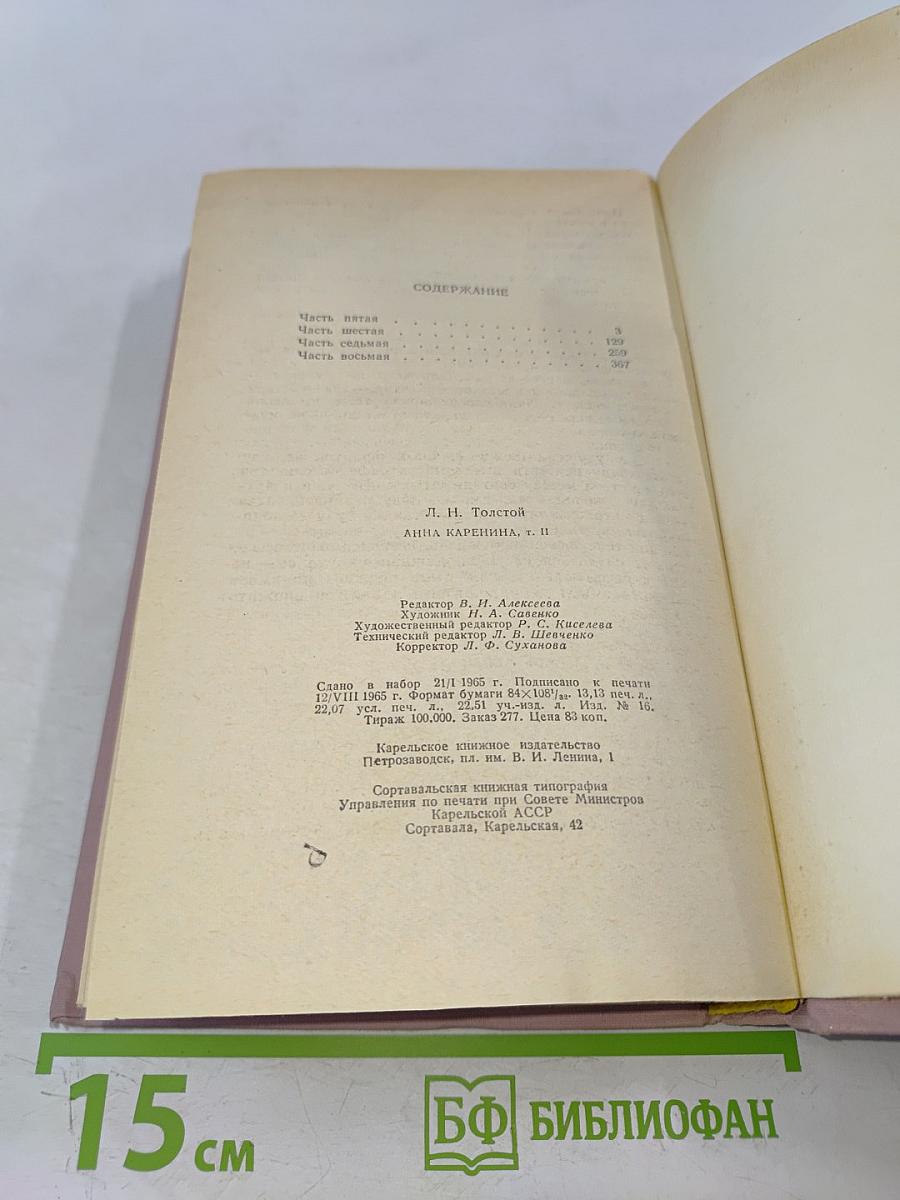 СОДЕРЖАНИЕ
Часть пятая . . . . . . . . . . . . . 3
Часть шестая . . . . . . . . . . . . . 129
Часть седьмая . . . . . . . . . . . . . 259
Часть восьмая . . . . . . . . . . . . . 367
Л. Н. Толстой
АННА КАРЕНИНА, т. II
Редактор В. И. Алексеева
Художник Н. А. Савенко
Художественный редактор Р. С. Киселева
Технический редактор Л. В. Шевченко
Корректор Л. Ф. Суханова
Сдано в набор 21/I 1965 г. Подписано к печати
12/VIII 1965 г. Формат бумаги 84×108¹/₃₂. 13,13 печ. л.,
22,07 усл. печ. л., 22,51 уч.-изд. л. Изд. № 16.
Тираж 100.000. Заказ 277. Цена 83 коп.
Карельское книжное издательство
Петрозаводск, пл. им. В. И. Ленина, 1
Сортавальская книжная типография
Управления по печати при Совете Министров
Карельской АССР
Сортавала, Карельская, 42
Р
15 см
БФ БИБЛИОФАН